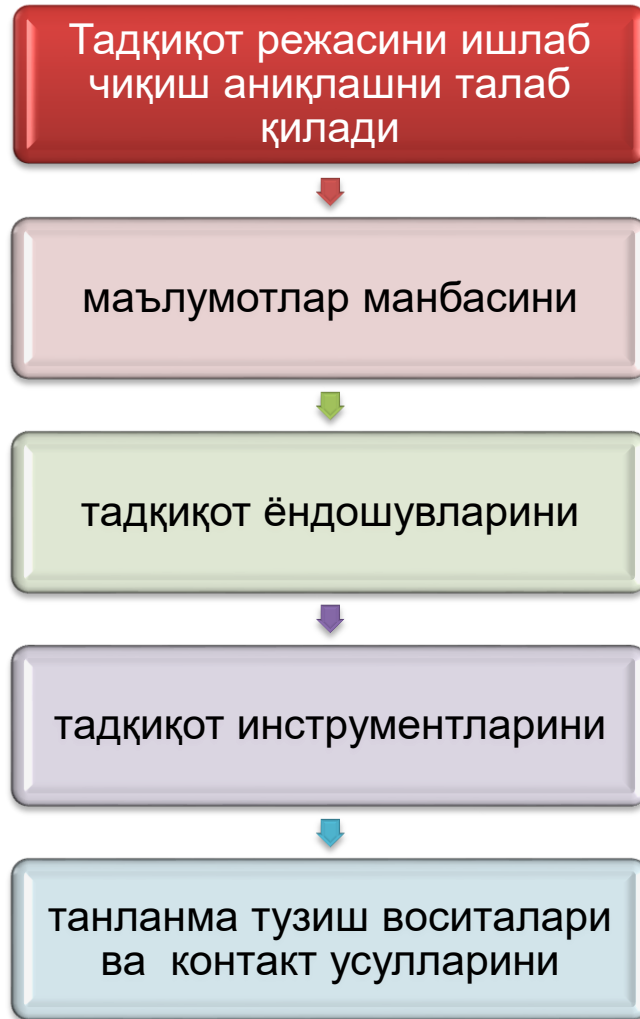 Тадқиқот режасини ишлаб
чиқиш аниқлашни талаб
қилади
маълумотлар манбасини
тадқиқот ёндошувларини
тадқиқот инструментларини
танланма тузиш воситалари
ва контакт усулларини